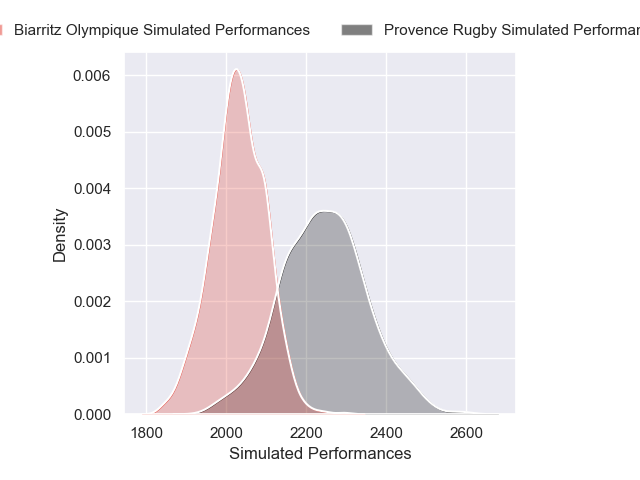 Biarritz Olympique Simulated Performances
Provence Rugby Simulated
0.006
0.005
0.004
0.003
0.002
0.001
0.000
Density
1800 2000 2200 2400 2600
Simulated Performances